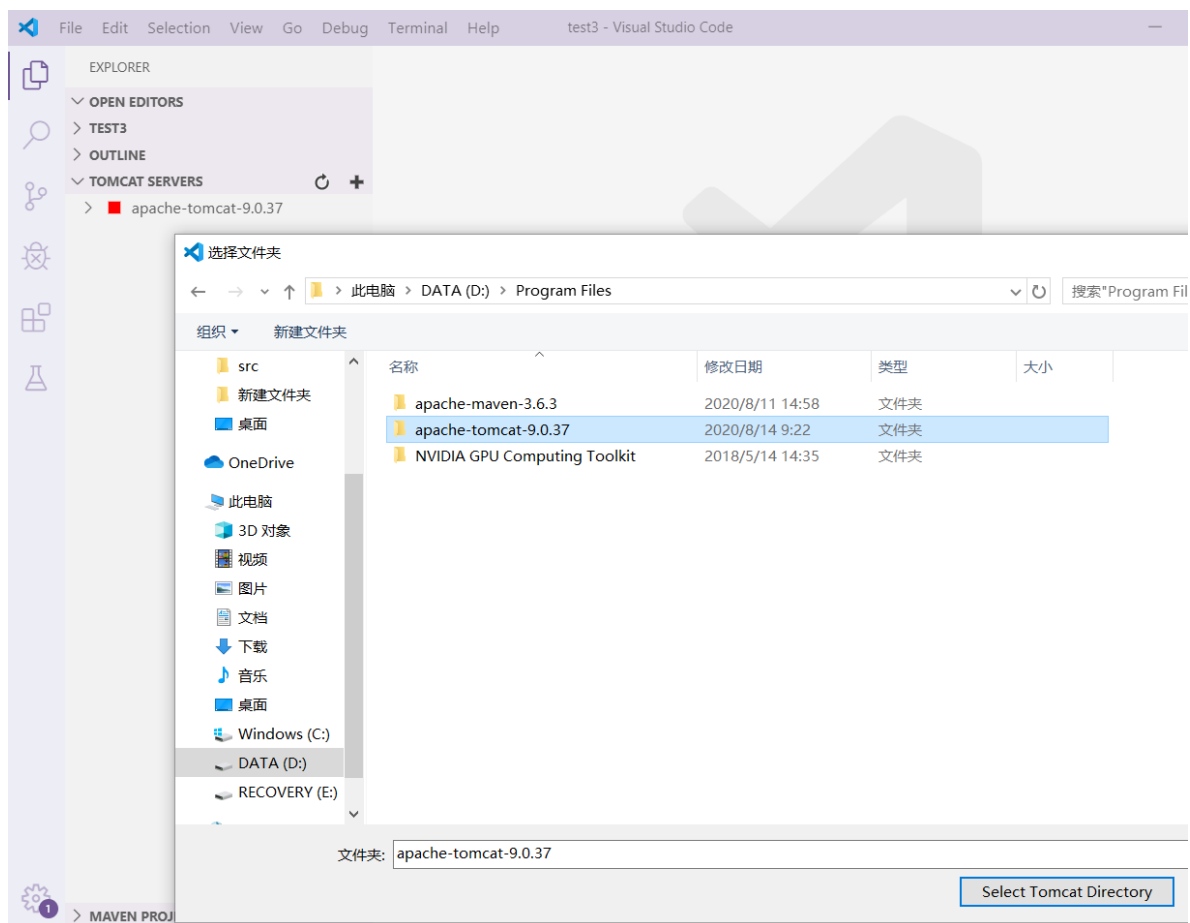 File Edit Selection View Go Debug Terminal Help test3 - Visual Studio Code
EXPLORER
OPEN EDITORS
TEST3
OUTLINE
TOMCAT SERVERS
apache-tomcat-9.0.37
选择文件夹
此电脑 > DATA (D:) > Program Files
搜索"Program Fil
组织 新建文件夹
名称 修改日期 类型 大小
src
新建文件夹
桌面
OneDrive
此电脑
3D 对象
视频
图片
文档
下载
音乐
桌面
Windows (C:)
DATA (D:)
RECOVERY (E:)
apache-maven-3.6.3 2020/8/11 14:58 文件夹
apache-tomcat-9.0.37 2020/8/14 9:22 文件夹
NVIDIA GPU Computing Toolkit 2018/5/14 14:35 文件夹
文件夹: apache-tomcat-9.0.37
Select Tomcat Directory
1
MAVEN PROJ